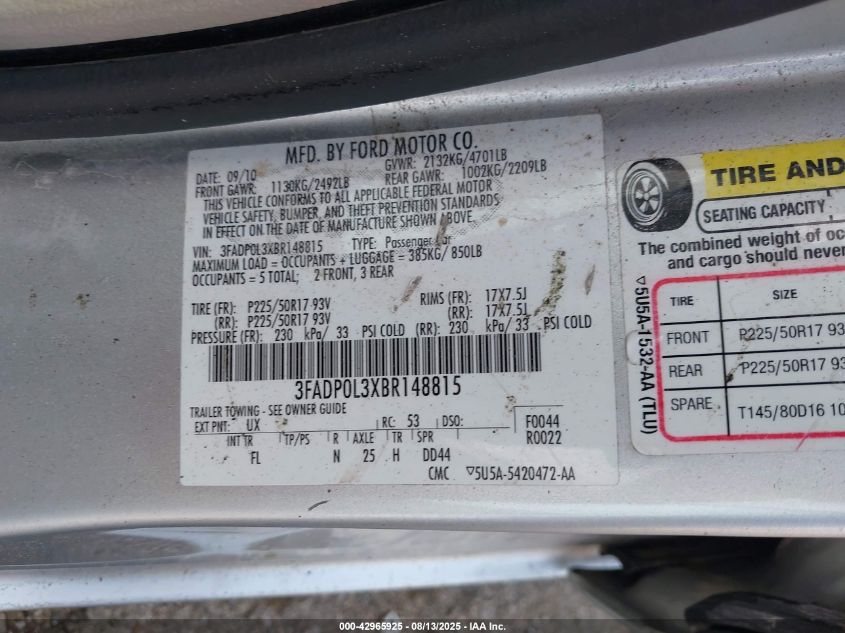 MFD. BY FORD MOTOR CO.
DATE: 09/10 GVWR: 2132KG/4701LB
FRONT GAWR: 1130KG/2492LB REAR GAWR: 1002KG/2209LB
THIS VEHICLE CONFORMS TO ALL APPLICABLE FEDERAL MOTOR
VEHICLE SAFETY, BUMPER, AND THEFT PREVENTION STANDARDS
IN EFFECT ON THE DATE OF MANUFACTURE SHOWN ABOVE.
VIN: 3FADP0L3XBR148815 TYPE: Passenger Car
MAXIMUM LOAD = OCCUPANTS + LUGGAGE = 385KG/ 850LB
OCCUPANTS = 5 TOTAL; 2 FRONT, 3 REAR
TIRE (FR): P225/50R17 93V RIMS (FR): 17X7.5J
(RR): P225/50R17 93V (RR): 17X7.5J
PRESSURE (FR): 230 kPa/ 33 PSI COLD (RR): 230 kPa/ 33 PSI COLD
3FADP0L3XBR148815
TRAILER TOWING - SEE OWNER GUIDE
EXT PNT: UX RC: 53 DSO: F0044
R0022
INT TR TP/PS R AXLE TR SPR
FL N 25 H DD44
CMC ▽5U5A-5420472-AA
TIRE AND
SEATING CAPACITY
The combined weight of
and cargo should never
▽5U5A-1532-AA (TLU)
TIRE SIZE
FRONT P225/50R17 93
REAR P225/50R17 93
SPARE T145/80D16 10
000-42965925 - 08/13/2025 - IAA Inc.